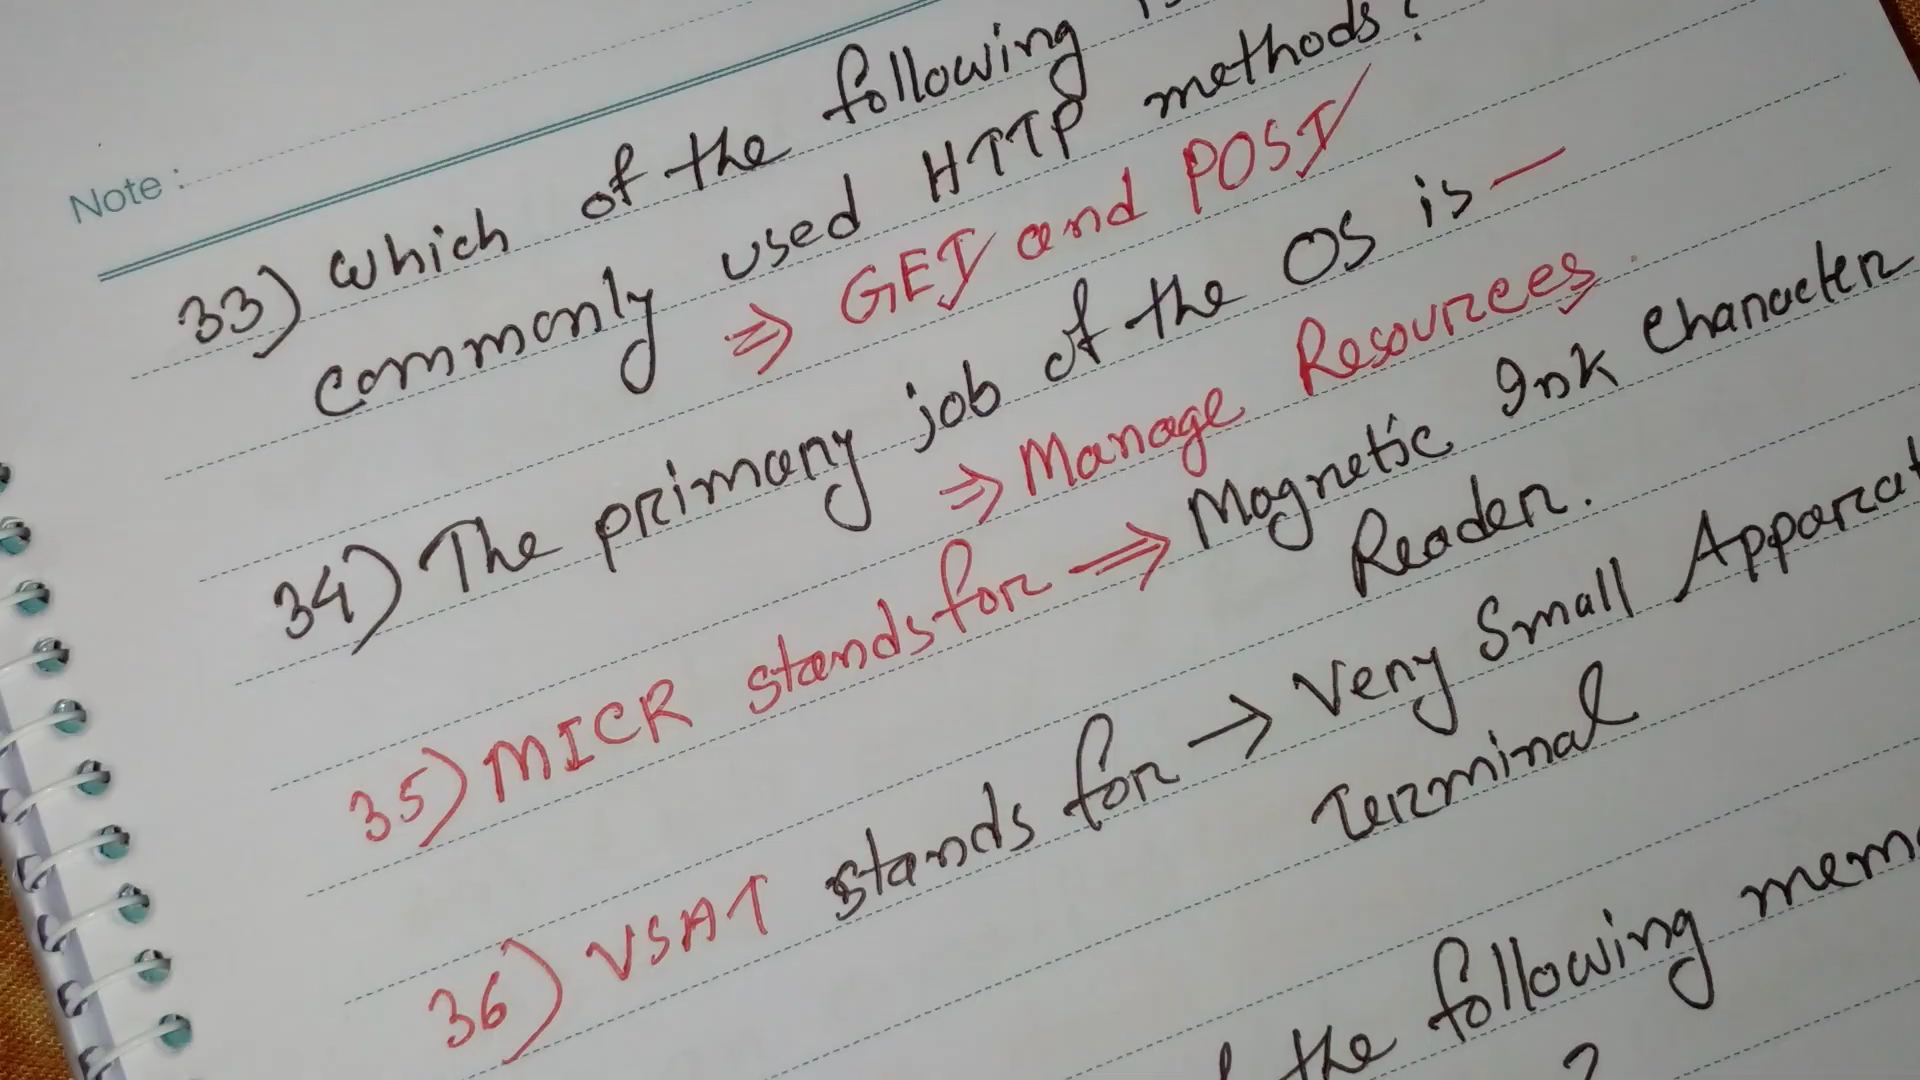 Note :
33) Which of the following
commonly used HTTP methods?
⇒ GET and POST
34) The primary job of the OS is —
⇒ Manage Resources.
35) MICR stands for ⇒ Magnetic Ink Character
Reader.
36) VSAT stands for → Very Small
Terminal
the following
?